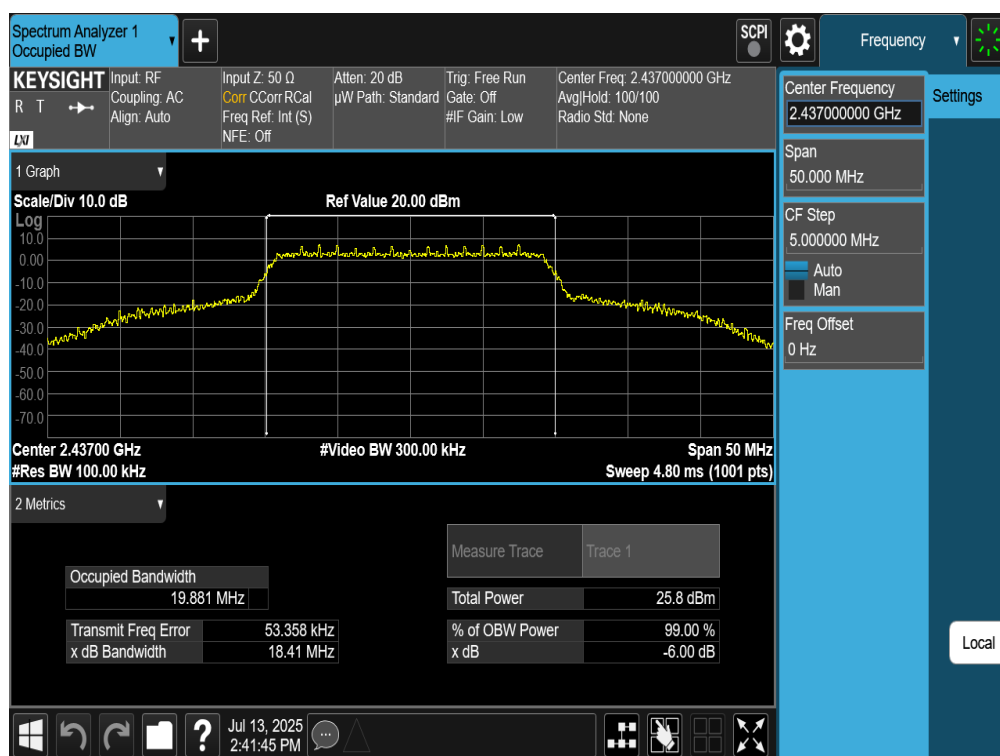 Spectrum Analyzer 1
Occupied BW
+
SCPI
Frequency
KEYSIGHT
R T
LXI
Input: RF
Coupling: AC
Align: Auto
Input Z: 50 Ω
Corr CCorr RCal
Freq Ref: Int (S)
NFE: Off
Atten: 20 dB
µW Path: Standard
Trig: Free Run
Gate: Off
#IF Gain: Low
Center Freq: 2.437000000 GHz
Avg|Hold: 100/100
Radio Std: None
Center Frequency
2.437000000 GHz
Settings
Span
50.000 MHz
CF Step
5.000000 MHz
Auto
Man
Freq Offset
0 Hz
Local
1 Graph
Scale/Div 10.0 dB
Ref Value 20.00 dBm
Log
10.0
0.00
-10.0
-20.0
-30.0
-40.0
-50.0
-60.0
-70.0
Center 2.43700 GHz
#Video BW 300.00 kHz
Span 50 MHz
#Res BW 100.00 kHz
Sweep 4.80 ms (1001 pts)
2 Metrics
Measure Trace
Trace 1
Occupied Bandwidth
19.881 MHz
Total Power
25.8 dBm
Transmit Freq Error
53.358 kHz
% of OBW Power
99.00 %
x dB Bandwidth
18.41 MHz
x dB
-6.00 dB
?
Jul 13, 2025
2:41:45 PM